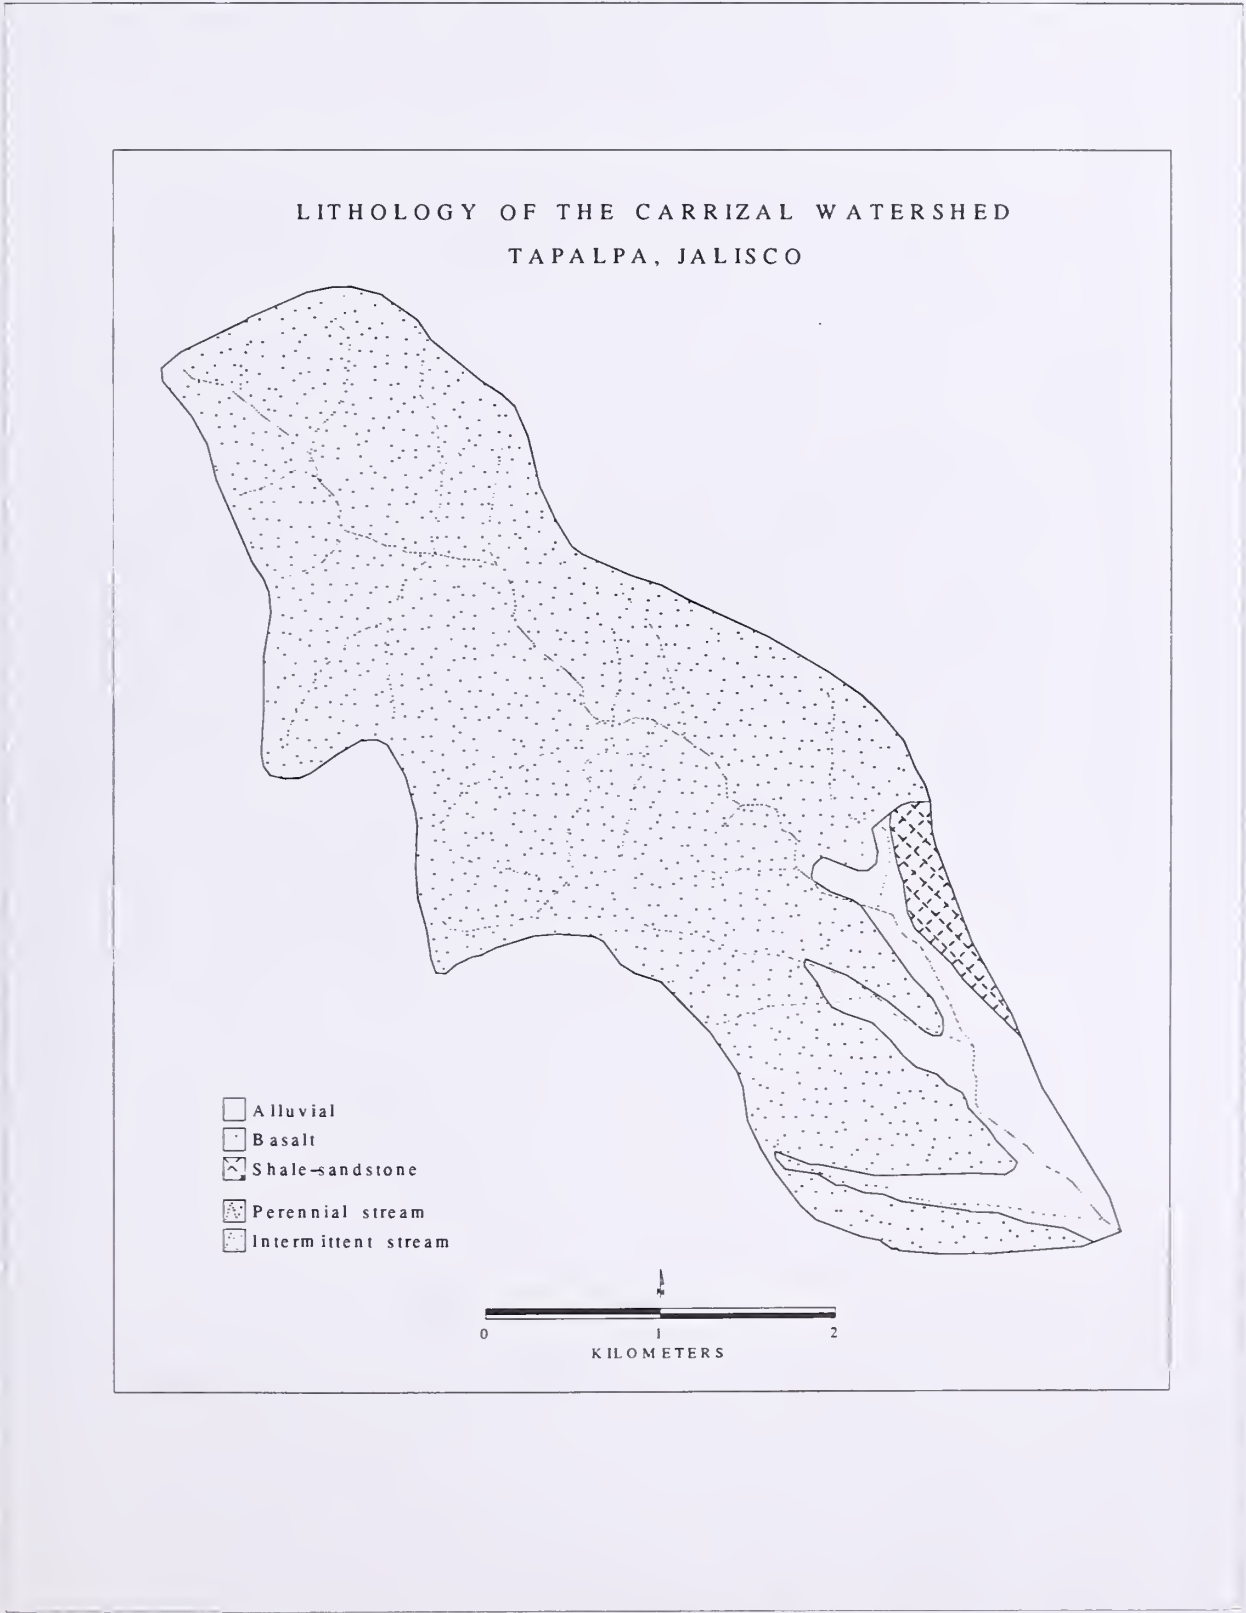 LITHOLOGY OF THE CARRIZAL WATERSHED
TAPALPA, JALISCO
Alluvial
Basalt
Shale-sandstone
Perennial stream
Intermittent stream
0 1 2
KILOMETERS